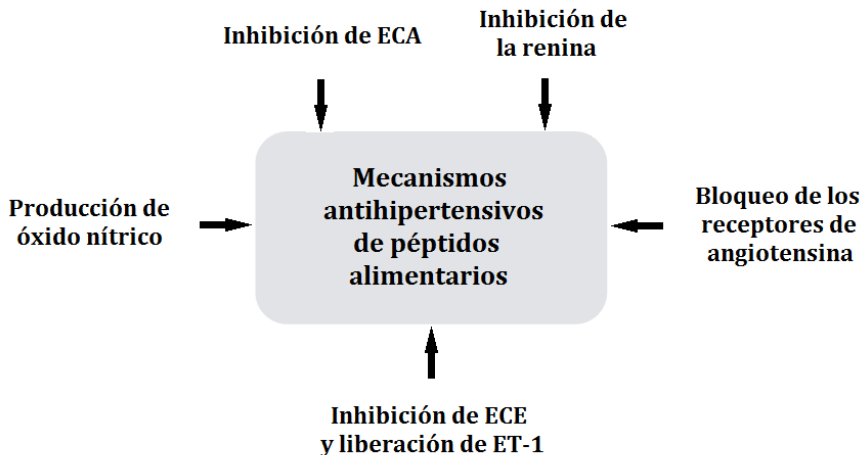 Inhibición de ECA
Inhibición de
la renina
Mecanismos
antihipertensivos
de péptidos
alimentarios
Producción de
óxido nítrico
Bloqueo de los
receptores de
angiotensina
Inhibición de ECE
y liberación de ET-1